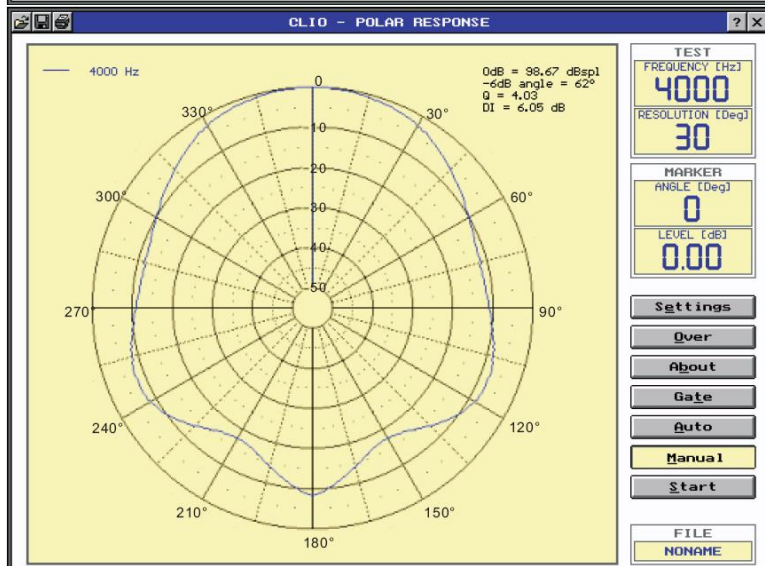 CLIO - POLAR RESPONSE
? X
4000 Hz
0dB = 98.67 dBspl
-6dB angle = 62°
Q = 4.03
DI = 6.05 dB
0
30°
60°
90°
120°
150°
180°
210°
240°
270°
300°
330°
-10
-20
-30
-40
-50
TEST
FREQUENCY [Hz]
4000
RESOLUTION [Deg]
30
MARKER
ANGLE [Deg]
0
LEVEL [dB]
0.00
Settings
Over
About
Gate
Auto
Manual
Start
FILE
NONAME